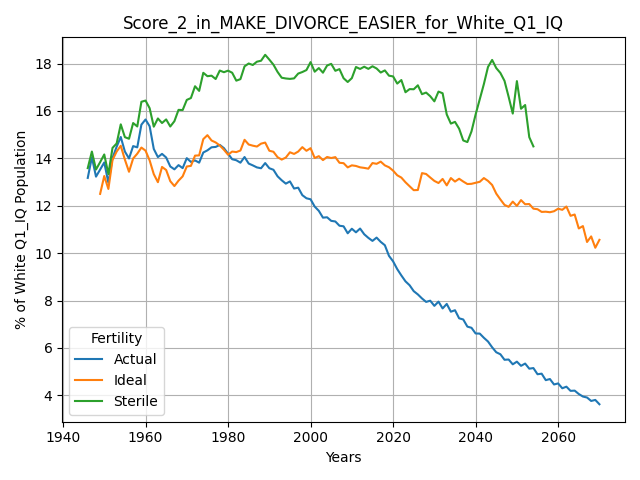 Score_2_in_MAKE_DIVORCE_EASIER_for_White_Q1_IQ
% of White Q1_IQ Population
18
16
14
12
10
8
6
4
Fertility
Actual
Ideal
Sterile
1940 1960 1980 2000 2020 2040 2060
Years